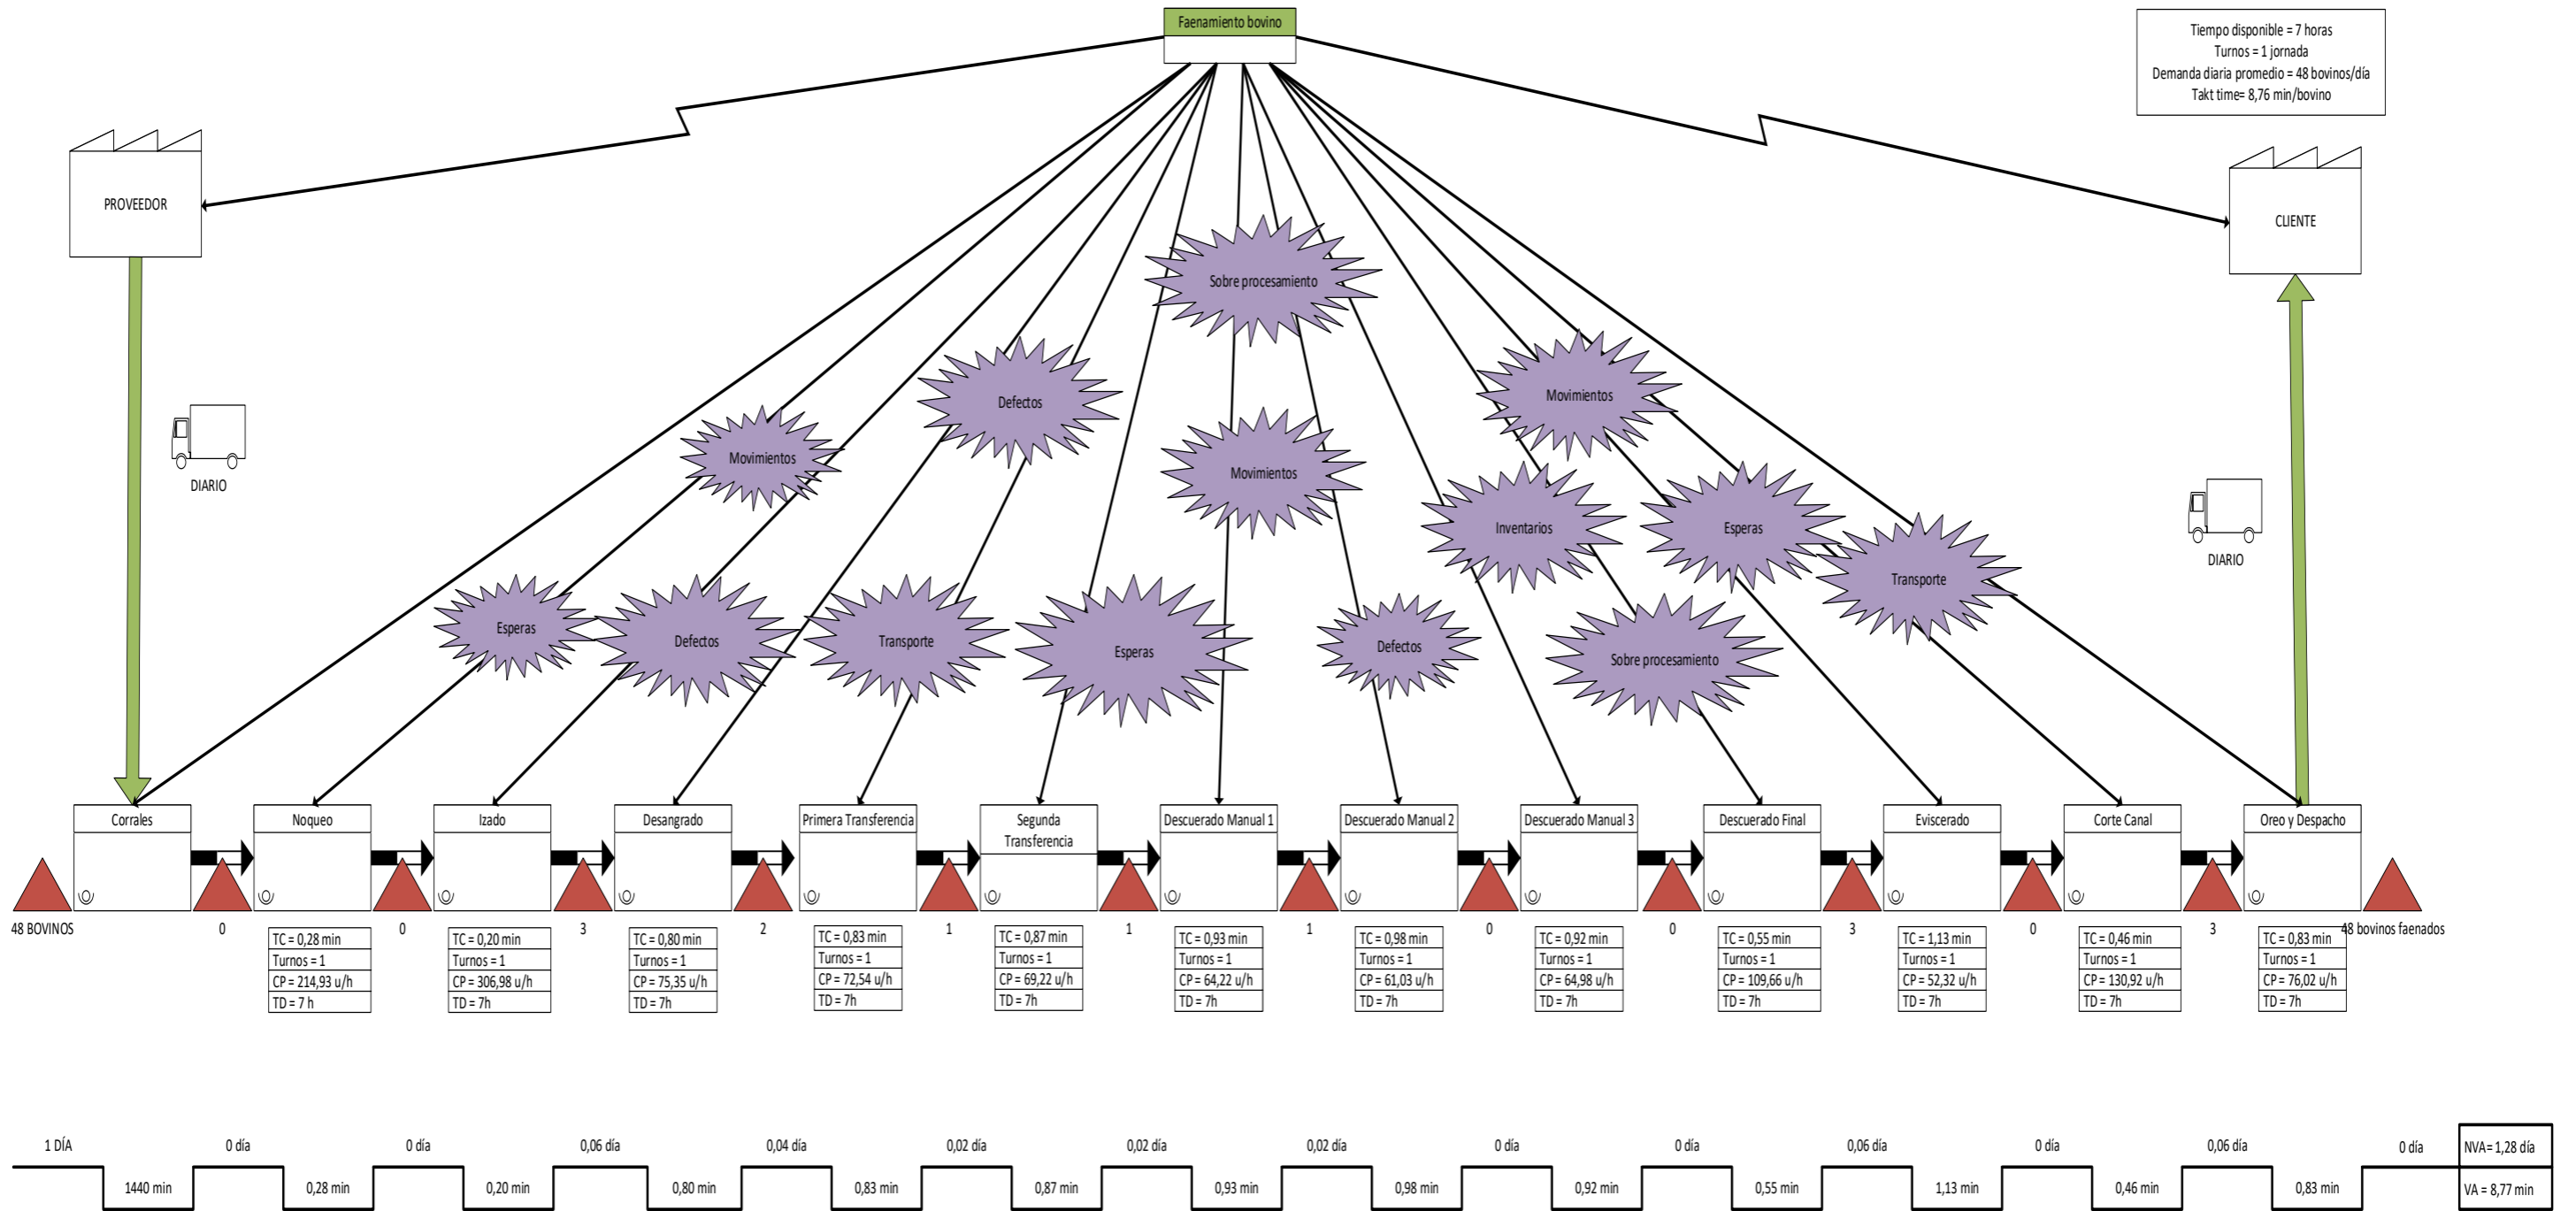 Faenamiento bovino
Tiempo disponible = 7 horas
Turnos = 1 jornada
Demanda diaria promedio = 48 bovinos/día
Takt time= 8,76 min/bovino
PROVEEDOR
CLIENTE
Sobre procesamiento
Movimientos
Defectos
Movimientos
Movimientos
DIARIO
Inventarios
Esperas
Transporte
DIARIO
Esperas
Defectos
Transporte
Esperas
Defectos
Sobre procesamiento
Corrales
Noqueo
Izado
Desangrado
Primera Transferencia
Segunda
Transferencia
Descuerado Manual 1
Descuerado Manual 2
Descuerado Manual 3
Descuerado Final
Eviscerado
Corte Canal
Oreo y Despacho
48 BOVINOS
0
0
3
2
1
1
1
0
0
3
0
3
48 bovinos faenados
TC = 0,28 min
Turnos = 1
CP = 214,93 u/h
TD = 7 h
TC = 0,20 min
Turnos = 1
CP = 306,98 u/h
TD = 7h
TC = 0,80 min
Turnos = 1
CP = 75,35 u/h
TD = 7h
TC = 0,83 min
Turnos = 1
CP = 72,54 u/h
TD = 7h
TC = 0,87 min
Turnos = 1
CP = 69,22 u/h
TD = 7h
TC = 0,93 min
Turnos = 1
CP = 64,22 u/h
TD = 7h
TC = 0,98 min
Turnos = 1
CP = 61,03 u/h
TD = 7h
TC = 0,92 min
Turnos = 1
CP = 64,98 u/h
TD = 7h
TC = 0,55 min
Turnos = 1
CP = 109,66 u/h
TD = 7h
TC = 1,13 min
Turnos = 1
CP = 52,32 u/h
TD = 7h
TC = 0,46 min
Turnos = 1
CP = 130,92 u/h
TD = 7h
TC = 0,83 min
Turnos = 1
CP = 76,02 u/h
TD = 7h
1 DÍA
0 día
0 día
0,06 día
0,04 día
0,02 día
0,02 día
0,02 día
0 día
0 día
0,06 día
0 día
0,06 día
0 día
NVA= 1,28 día
1440 min
0,28 min
0,20 min
0,80 min
0,83 min
0,87 min
0,93 min
0,98 min
0,92 min
0,55 min
1,13 min
0,46 min
0,83 min
VA = 8,77 min